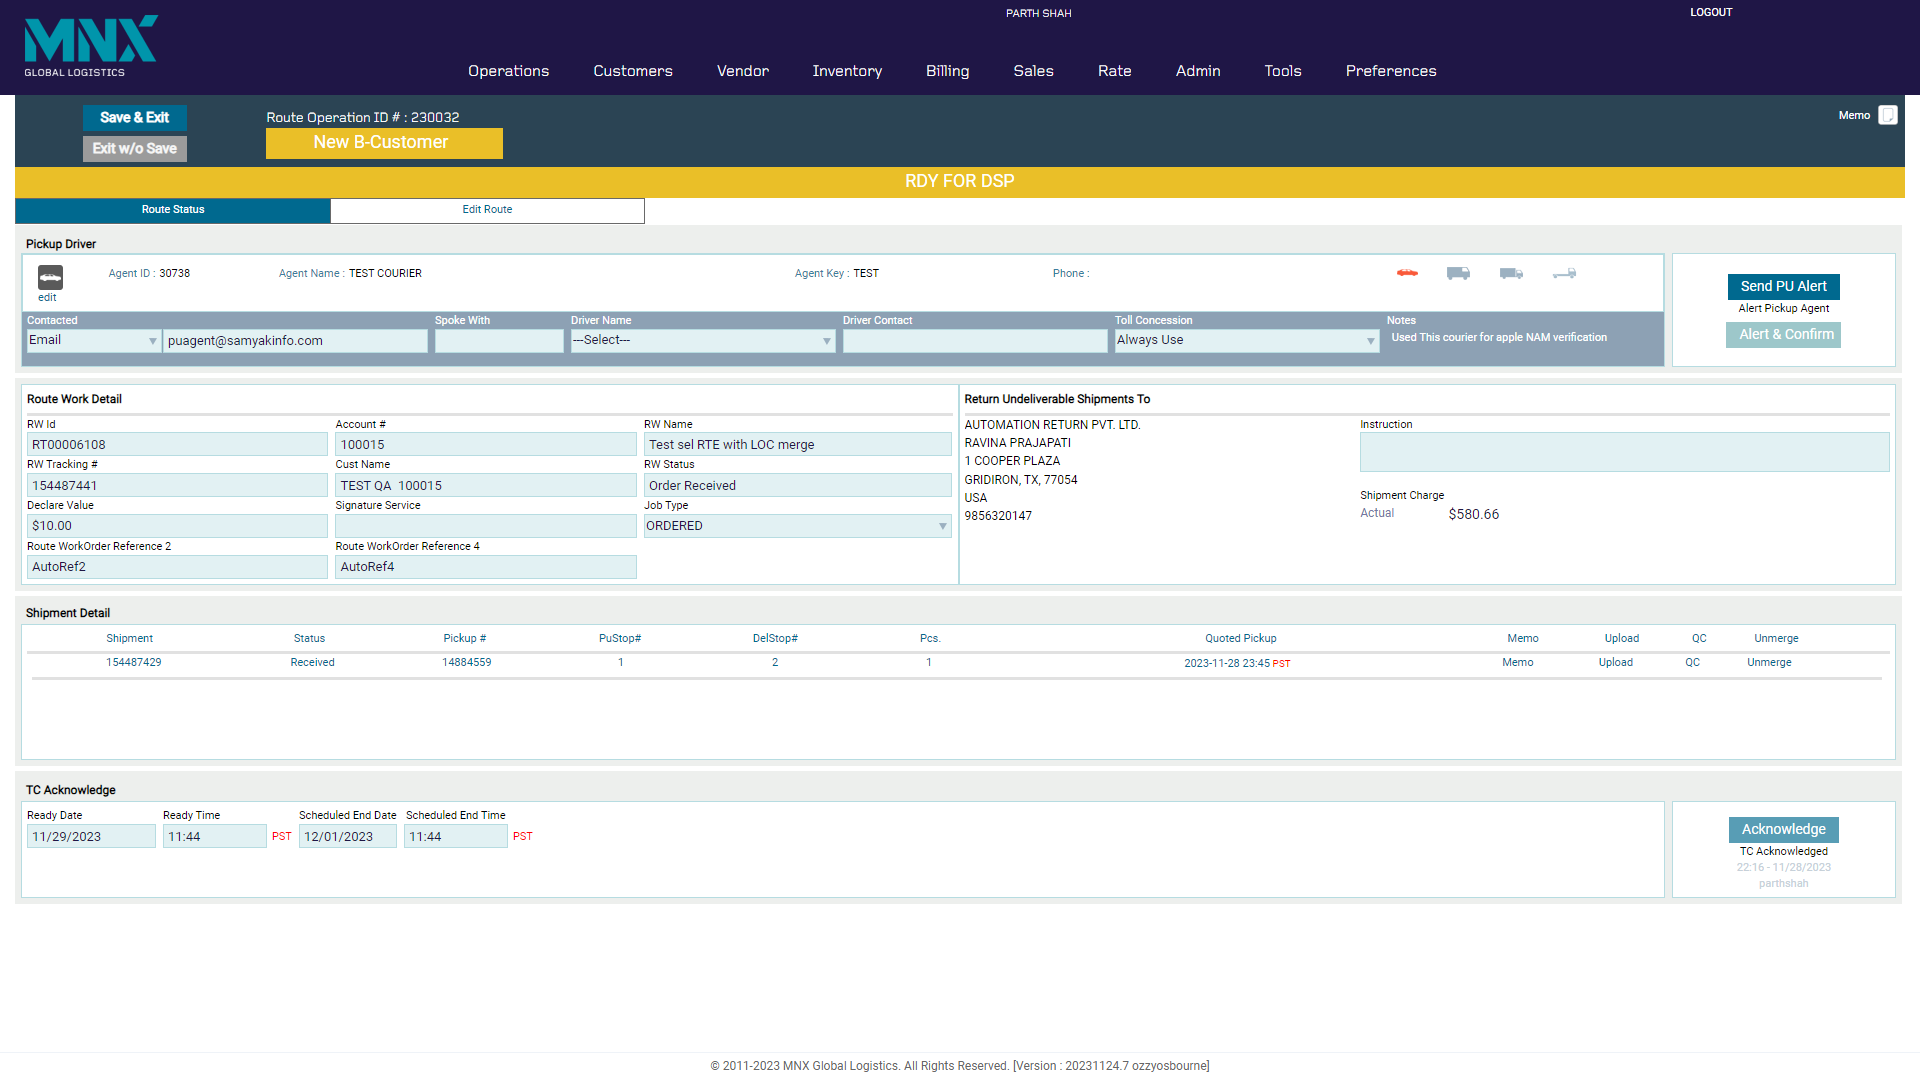 MNX
GLOBAL LOGISTICS
PARTH SHAH
LOGOUT
Operations Customers Vendor Inventory Billing Sales Rate Admin Tools Preferences
Save & Exit
Exit w/o Save
Route Operation ID # : 230032
New B-Customer
Memo
RDY FOR DSP
Route Status Edit Route
Pickup Driver
edit
Agent ID : 30738 Agent Name : TEST COURIER Agent Key : TEST Phone :
Contacted Spoke With Driver Name Driver Contact Toll Concession Notes
Email puagent@samyakinfo.com ---Select--- Always Use Used This courier for apple NAM verification
Send PU Alert
Alert Pickup Agent
Alert & Confirm
Route Work Detail
RW Id Account # RW Name
RT00006108 100015 Test sel RTE with LOC merge
RW Tracking # Cust Name RW Status
154487441 TEST QA 100015 Order Received
Declare Value Signature Service Job Type
$10.00 ORDERED
Route WorkOrder Reference 2 Route WorkOrder Reference 4
AutoRef2 AutoRef4
Return Undeliverable Shipments To
AUTOMATION RETURN PVT. LTD.
RAVINA PRAJAPATI
1 COOPER PLAZA
GRIDIRON, TX, 77054
USA
9856320147
Instruction
Shipment Charge
Actual $580.66
Shipment Detail
Shipment Status Pickup # PuStop# DelStop# Pcs. Quoted Pickup Memo Upload QC Unmerge
154487429 Received 14884559 1 2 1 2023-11-28 23:45 PST Memo Upload QC Unmerge
TC Acknowledge
Ready Date Ready Time Scheduled End Date Scheduled End Time
11/29/2023 11:44 PST 12/01/2023 11:44 PST
Acknowledge
TC Acknowledged
22:16 - 11/28/2023
parthshah
© 2011-2023 MNX Global Logistics. All Rights Reserved. [Version : 20231124.7 ozzyosbourne]